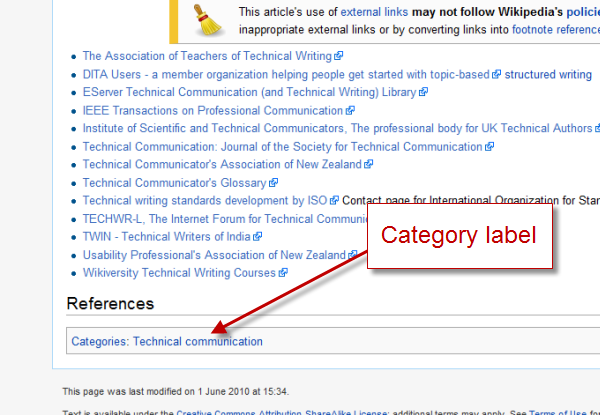 This article's use of external links may not follow Wikipedia's policie
inappropriate external links or by converting links into footnote reference
The Association of Teachers of Technical Writing
DITA Users - a member organization helping people get started with topic-based structured writing
EServer Technical Communication (and Technical Writing) Library
IEEE Transactions on Professional Communication
Institute of Scientific and Technical Communicators, The professional body for UK Technical Authors
Technical Communication: Journal of the Society for Technical Communication
Technical Communicator's Association of New Zealand
Technical Communicator's Glossary
Technical writing standards development by ISO Contact page for International Organization for Stan
TECHWR-L, The Internet Forum for Technical Communic
TWIN - Technical Writers of India
Category label
Usability Professional's Association of New Zealand
Wikiversity Technical Writing Courses
References
Categories: Technical communication
This page was last modified on 1 June 2010 at 15:34.
Text is available under the Creative Commons Attribution-ShareAlike License; additional terms may apply. See Terms of Use for